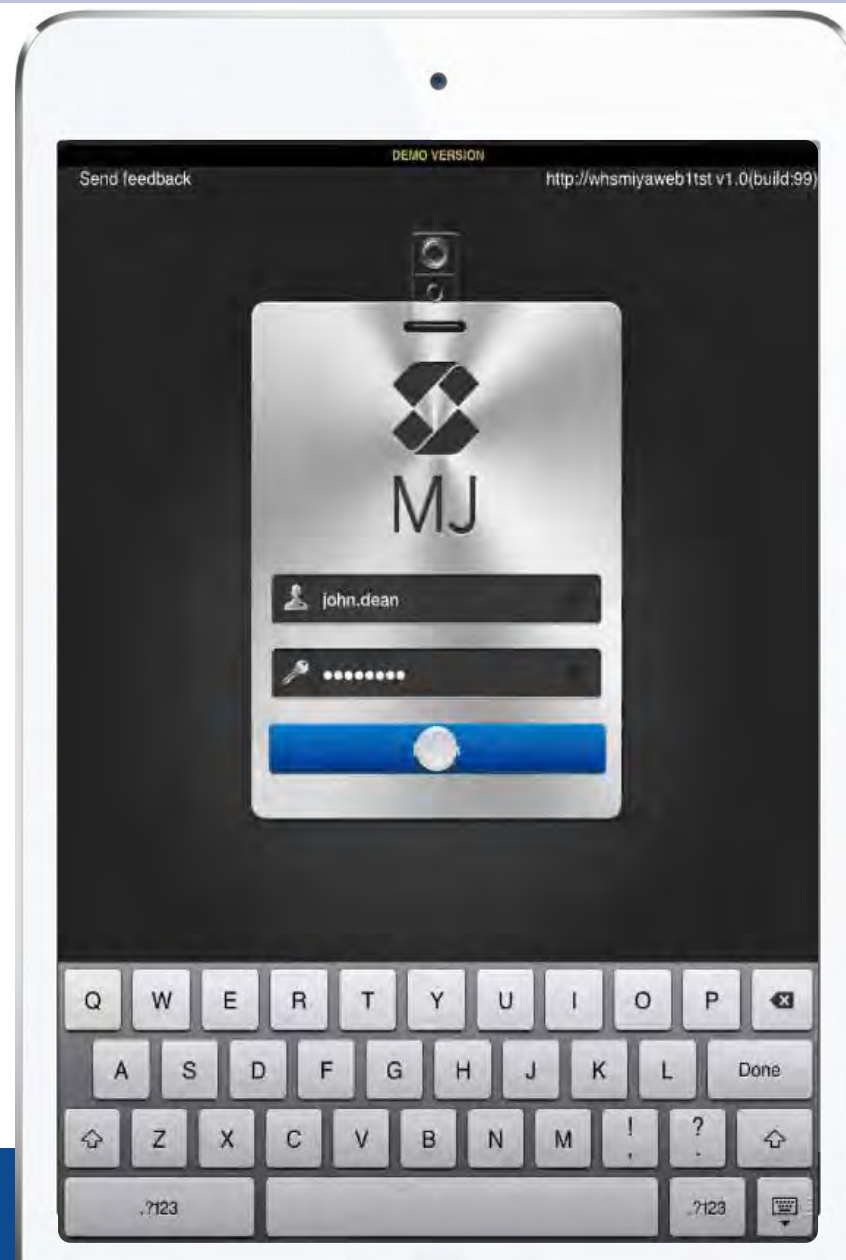 DEMO VERSION
Send feedback http://whsmiyaweb1tst v1.0(build:99)
MJ
john.dean
Q W E R T Y U I O P
A S D F G H J K L Done
Z X C V B N M ! , ? .
.?123 .?123